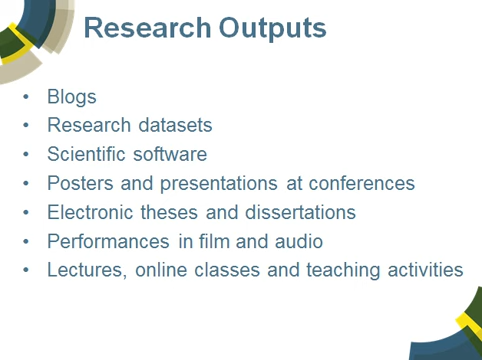 Research Outputs
• Blogs
• Research datasets
• Scientific software
• Posters and presentations at conferences
• Electronic theses and dissertations
• Performances in film and audio
• Lectures, online classes and teaching activities